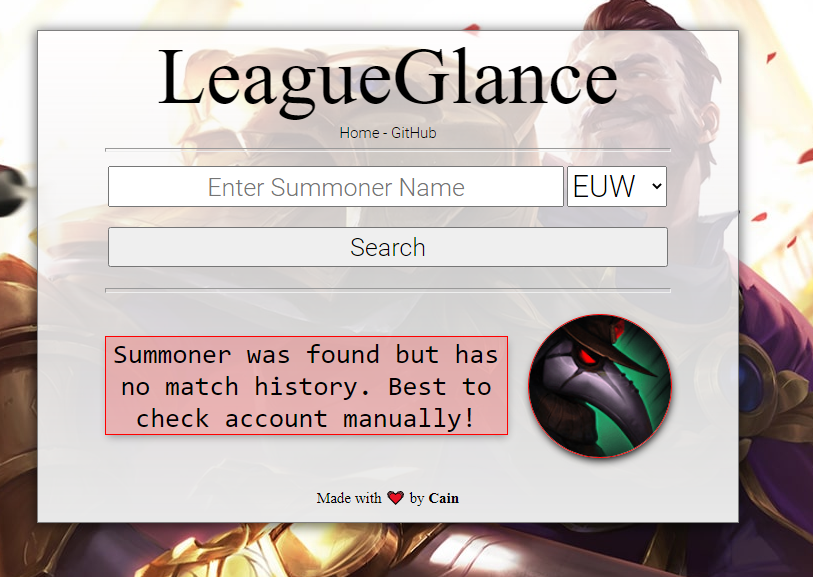 LeagueGlance
Home - GitHub
Enter Summoner Name
EUW
Search
Summoner was found but has
no match history. Best to
check account manually!
Made with ❤ by Cain